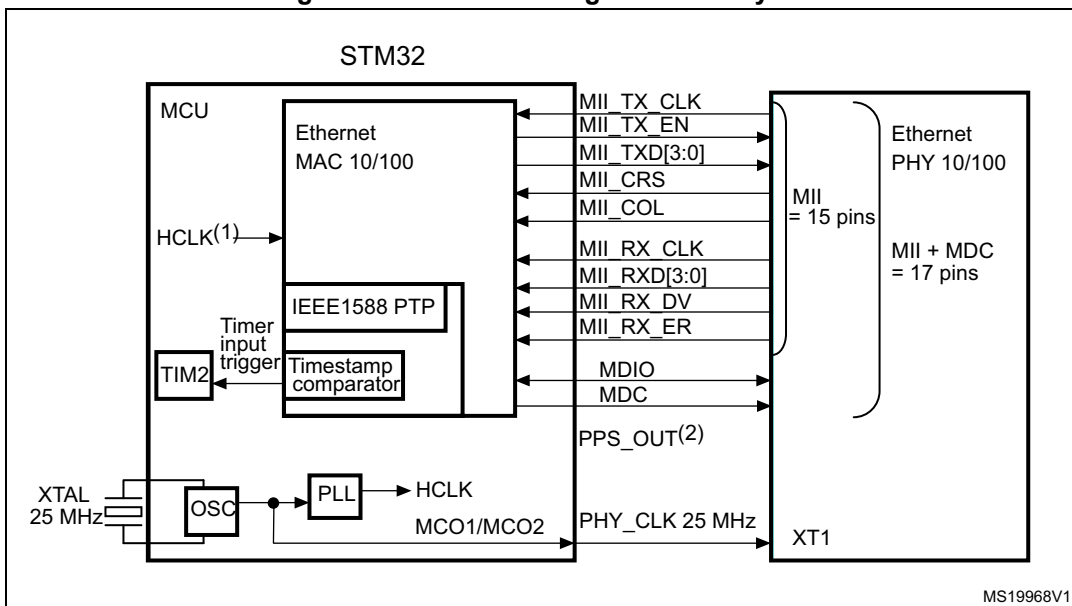 STM32
MCU
Ethernet
MAC 10/100
HCLK(1)
IEEE1588 PTP
Timer
input
trigger
TIM2
Timestamp
comparator
MII_TX_CLK
MII_TX_EN
MII_TXD[3:0]
MII_CRS
MII_COL
MII_RX_CLK
MII_RXD[3:0]
MII_RX_DV
MII_RX_ER
MDIO
MDC
PPS_OUT(2)
MII
= 15 pins
Ethernet
PHY 10/100
MII + MDC
= 17 pins
XTAL
25 MHz
OSC
PLL
HCLK
MCO1/MCO2
PHY_CLK 25 MHz
XT1
MS19968V1